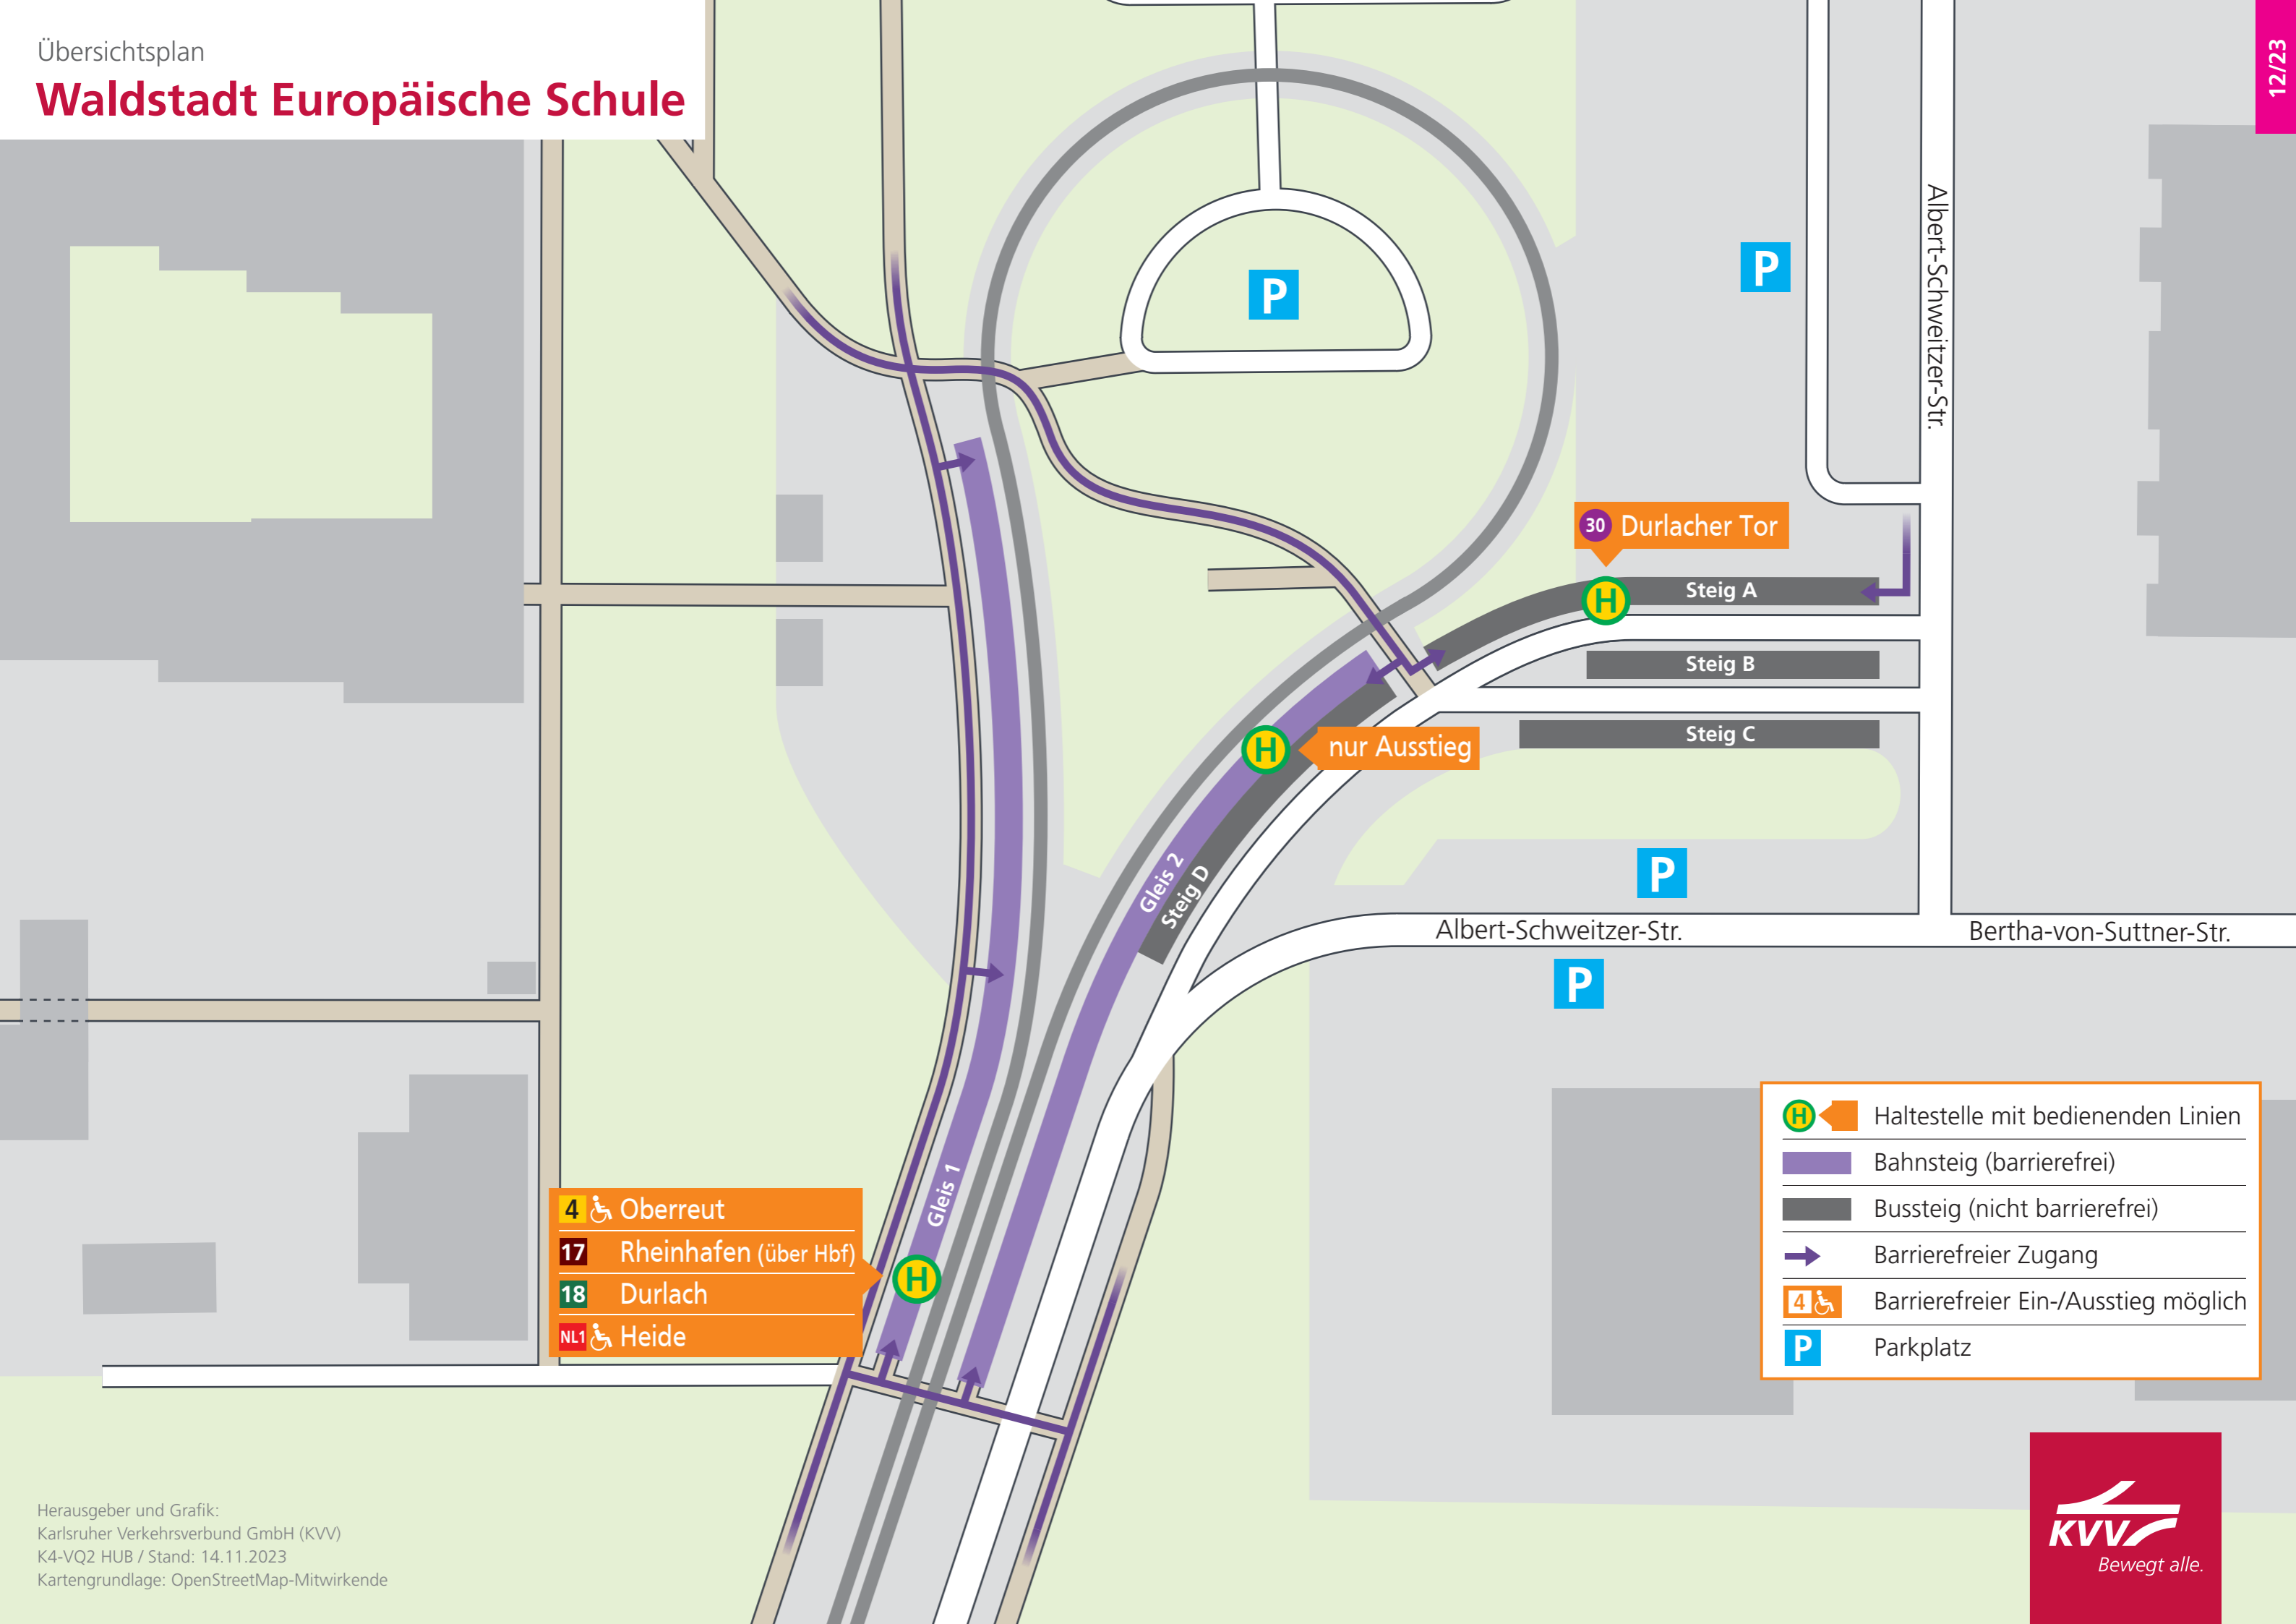 Übersichtsplan
Waldstadt Europäische Schule
12/23
Albert-Schweitzer-Str.
P
P
30 Durlacher Tor
H
Steig A
Steig B
Steig C
H
nur Ausstieg
Gleis 2
Steig D
P
Albert-Schweitzer-Str.
Bertha-von-Suttner-Str.
P
Gleis 1
4 Oberreut
17 Rheinhafen (über Hbf)
18 Durlach
NL1 Heide
H
H Haltestelle mit bedienenden Linien
Bahnsteig (barrierefrei)
Bussteig (nicht barrierefrei)
Barrierefreier Zugang
4 Barrierefreier Ein-/Ausstieg möglich
P Parkplatz
Herausgeber und Grafik:
Karlsruher Verkehrsverbund GmbH (KVV)
K4-VQ2 HUB / Stand: 14.11.2023
Kartengrundlage: OpenStreetMap-Mitwirkende
KVV
Bewegt alle.